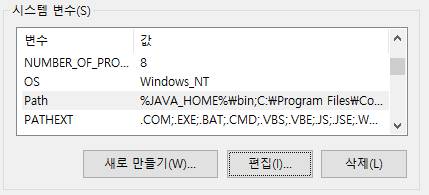 시스템 변수(S)
변수 값
NUMBER_OF_PRO... 8
OS Windows_NT
Path %JAVA_HOME%₩bin;C:₩Program Files₩Co...
PATHEXT .COM;.EXE;.BAT;.CMD;.VBS;.VBE;.JS;.JSE;.W...
새로 만들기(W)... 편집(I)... 삭제(L)